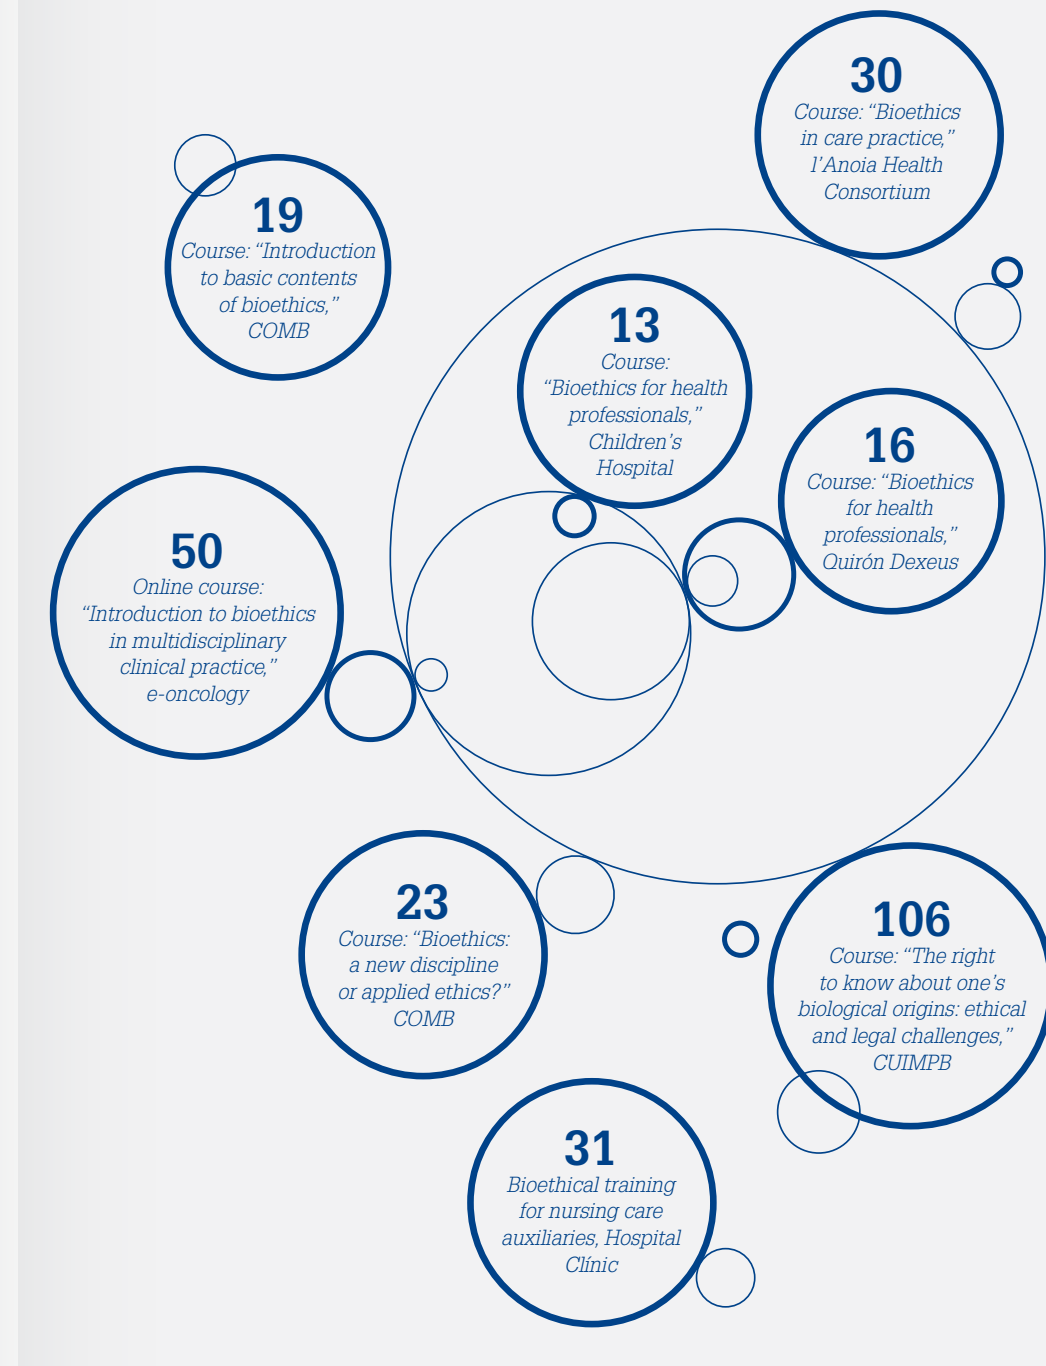 30
Course: “Bioethics
in care practice,”
l’Anoia Health
Consortium
19
Course: “Introduction
to basic contents
of bioethics,”
COMB
13
Course:
“Bioethics for health
professionals,”
Children’s
Hospital
16
Course: “Bioethics
for health
professionals,”
Quirón Dexeus
50
Online course:
“Introduction to bioethics
in multidisciplinary
clinical practice,”
e-oncology
23
Course: “Bioethics:
a new discipline
or applied ethics?”
COMB
106
Course: “The right
to know about one’s
biological origins: ethical
and legal challenges,”
CUIMPB
31
Bioethical training
for nursing care
auxiliaries, Hospital
Clínic